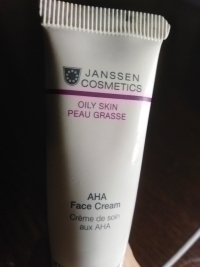 JANSSEN
COSMETICS
OILY SKIN
PEAU GRASSE
AHA
Face Cream
Crème de soin
aux AHA